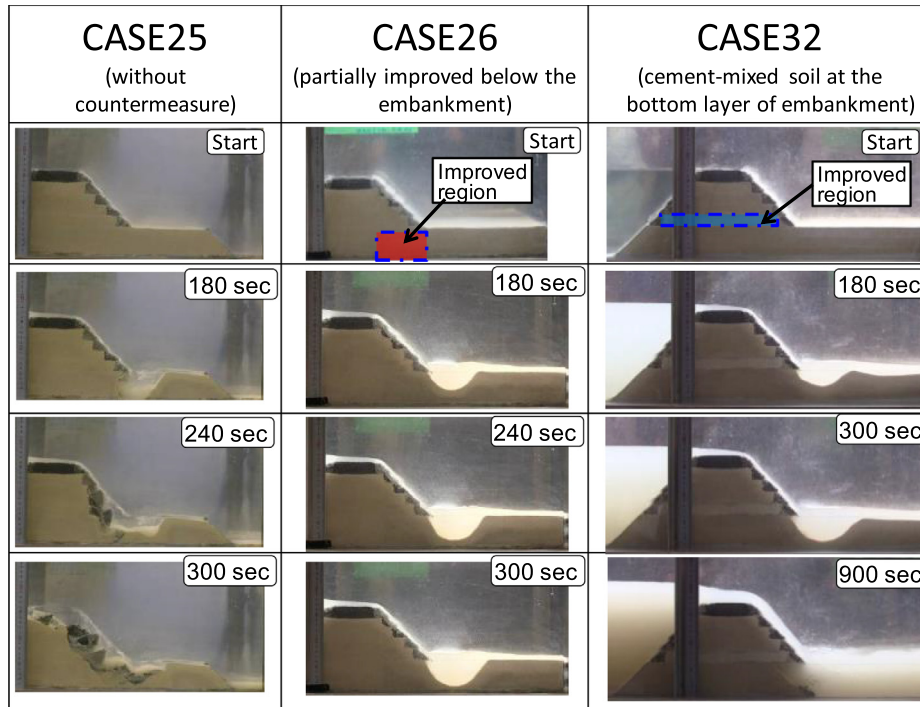 CASE25
(without
countermeasure)
CASE26
(partially improved below the
embankment)
CASE32
(cement-mixed soil at the
bottom layer of embankment)
Start
Start
Improved
region
Start
Improved
region
180 sec
180 sec
180 sec
240 sec
240 sec
300 sec
300 sec
300 sec
900 sec